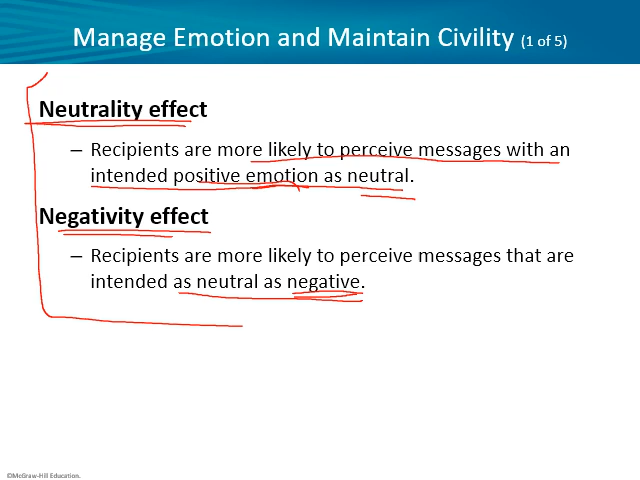 Manage Emotion and Maintain Civility (1 of 5)
Neutrality effect
– Recipients are more likely to perceive messages with an
intended positive emotion as neutral.
Negativity effect
– Recipients are more likely to perceive messages that are
intended as neutral as negative.
©McGraw-Hill Education.